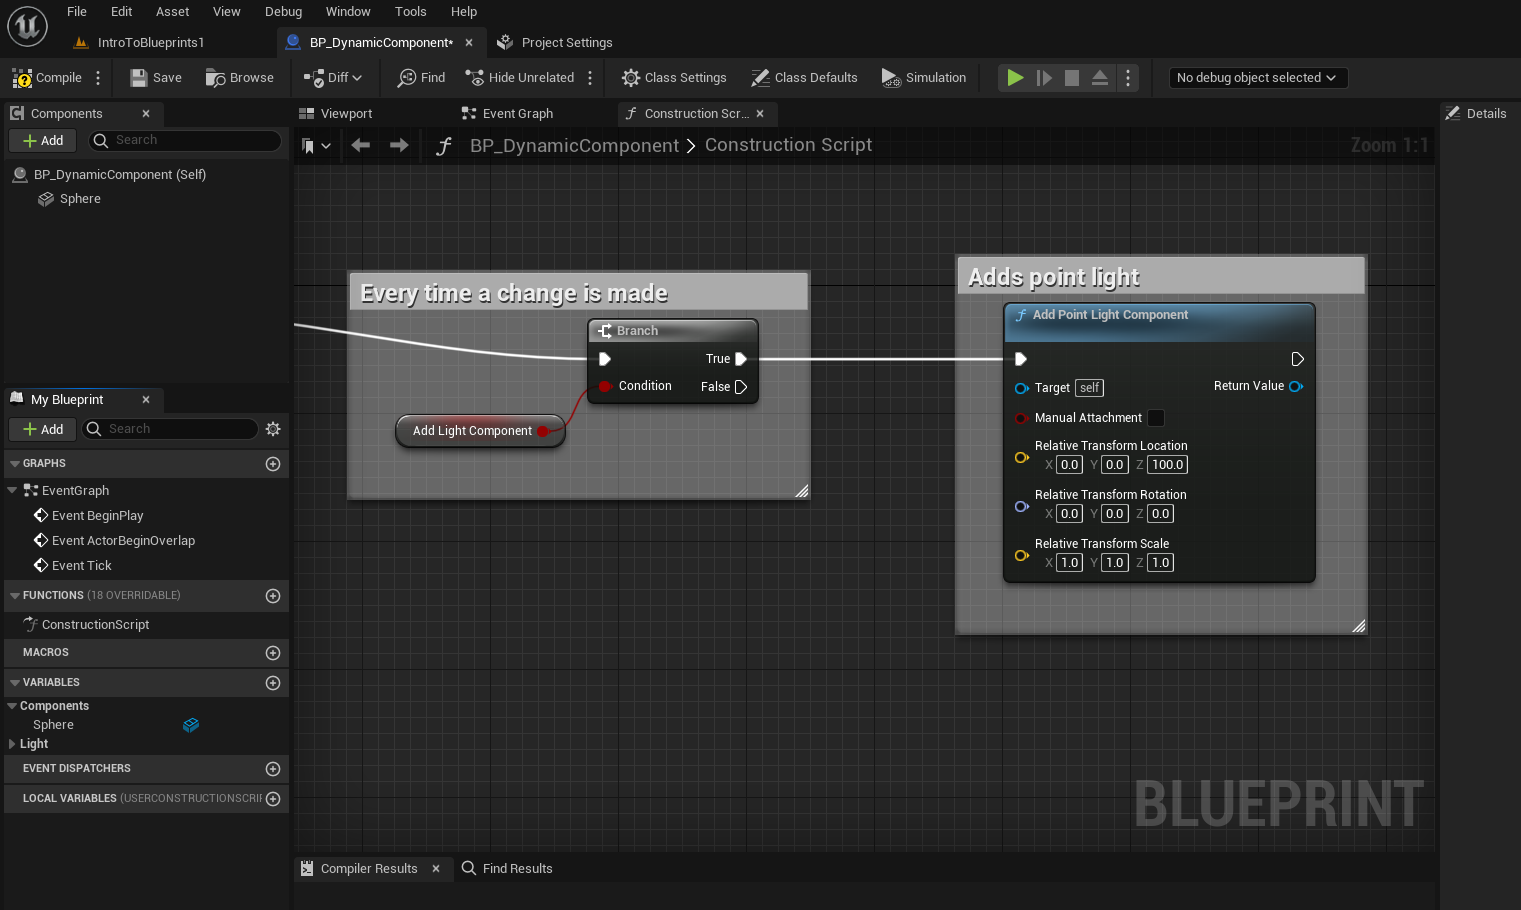 File Edit Asset View Debug Window Tools Help
IntroToBlueprints1 BP_DynamicComponent* Project Settings
Compile Save Browse Diff Find Hide Unrelated Class Settings Class Defaults Simulation No debug object selected
Components
Add Search
BP_DynamicComponent (Self)
Sphere
My Blueprint
Add Search
GRAPHS
EventGraph
Event BeginPlay
Event ActorBeginOverlap
Event Tick
FUNCTIONS (18 OVERRIDABLE)
ConstructionScript
MACROS
VARIABLES
Components
Sphere
Light
EVENT DISPATCHERS
LOCAL VARIABLES (USERCONSTRUCTIONSCRIF
Viewport Event Graph Construction Scr...
BP_DynamicComponent Construction Script
Zoom 1:1
Every time a change is made
Branch
True
Condition False
Add Light Component
Adds point light
Add Point Light Component
Target self Return Value
Manual Attachment
Relative Transform Location
X 0.0 Y 0.0 Z 100.0
Relative Transform Rotation
X 0.0 Y 0.0 Z 0.0
Relative Transform Scale
X 1.0 Y 1.0 Z 1.0
BLUEPRINT
Compiler Results Find Results
Details